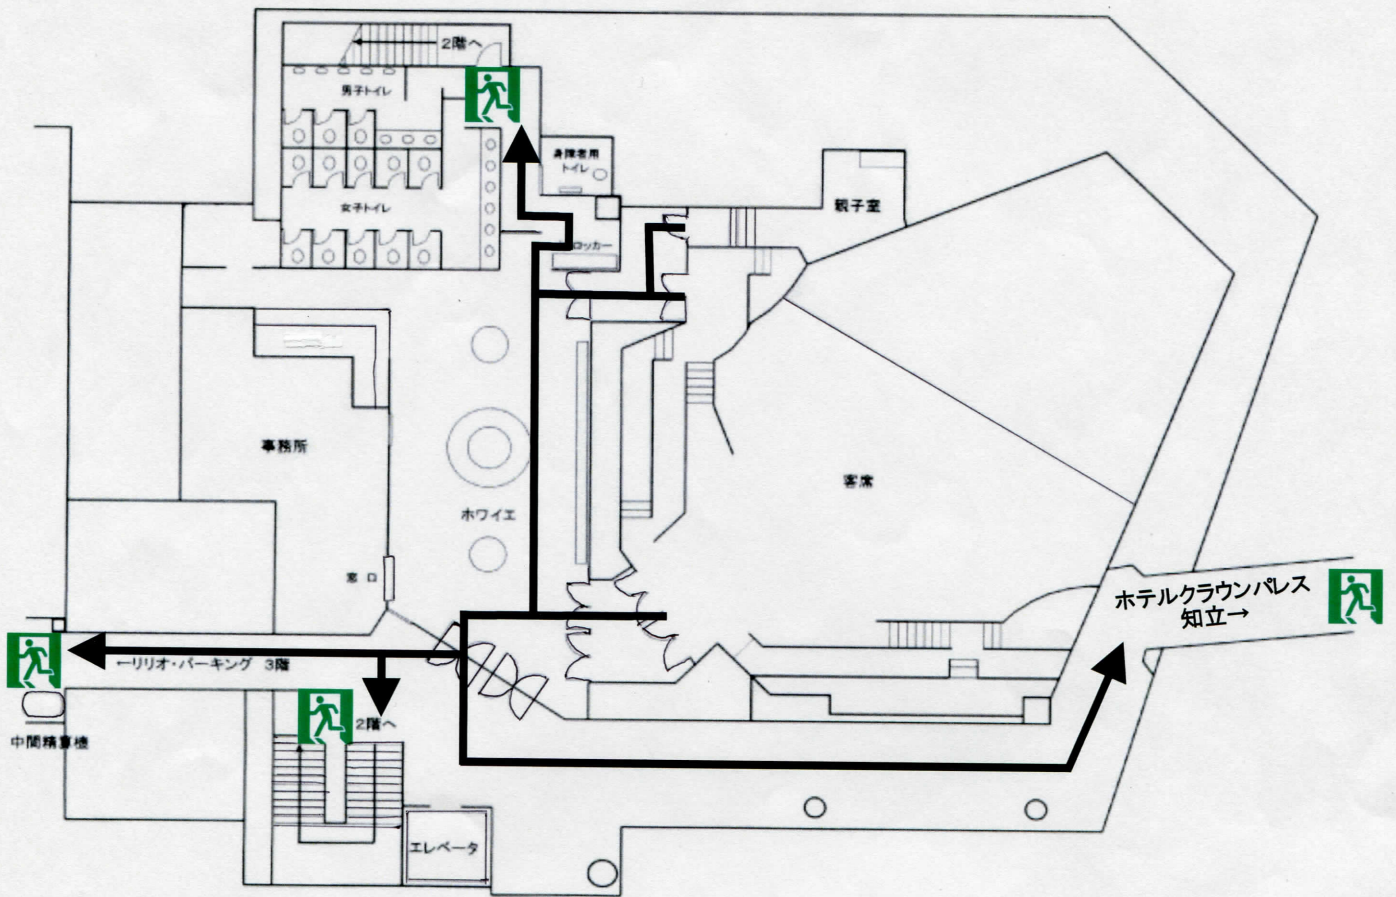 2階へ
男子トイレ
身障者用
トイレ
女子トイレ
親子室
ロッカー
事務所
客席
ホワイエ
窓口
ホテルクラウンパレス
知立→
←リリオ・パーキング 3階
2階へ
中間精算機
エレベータ